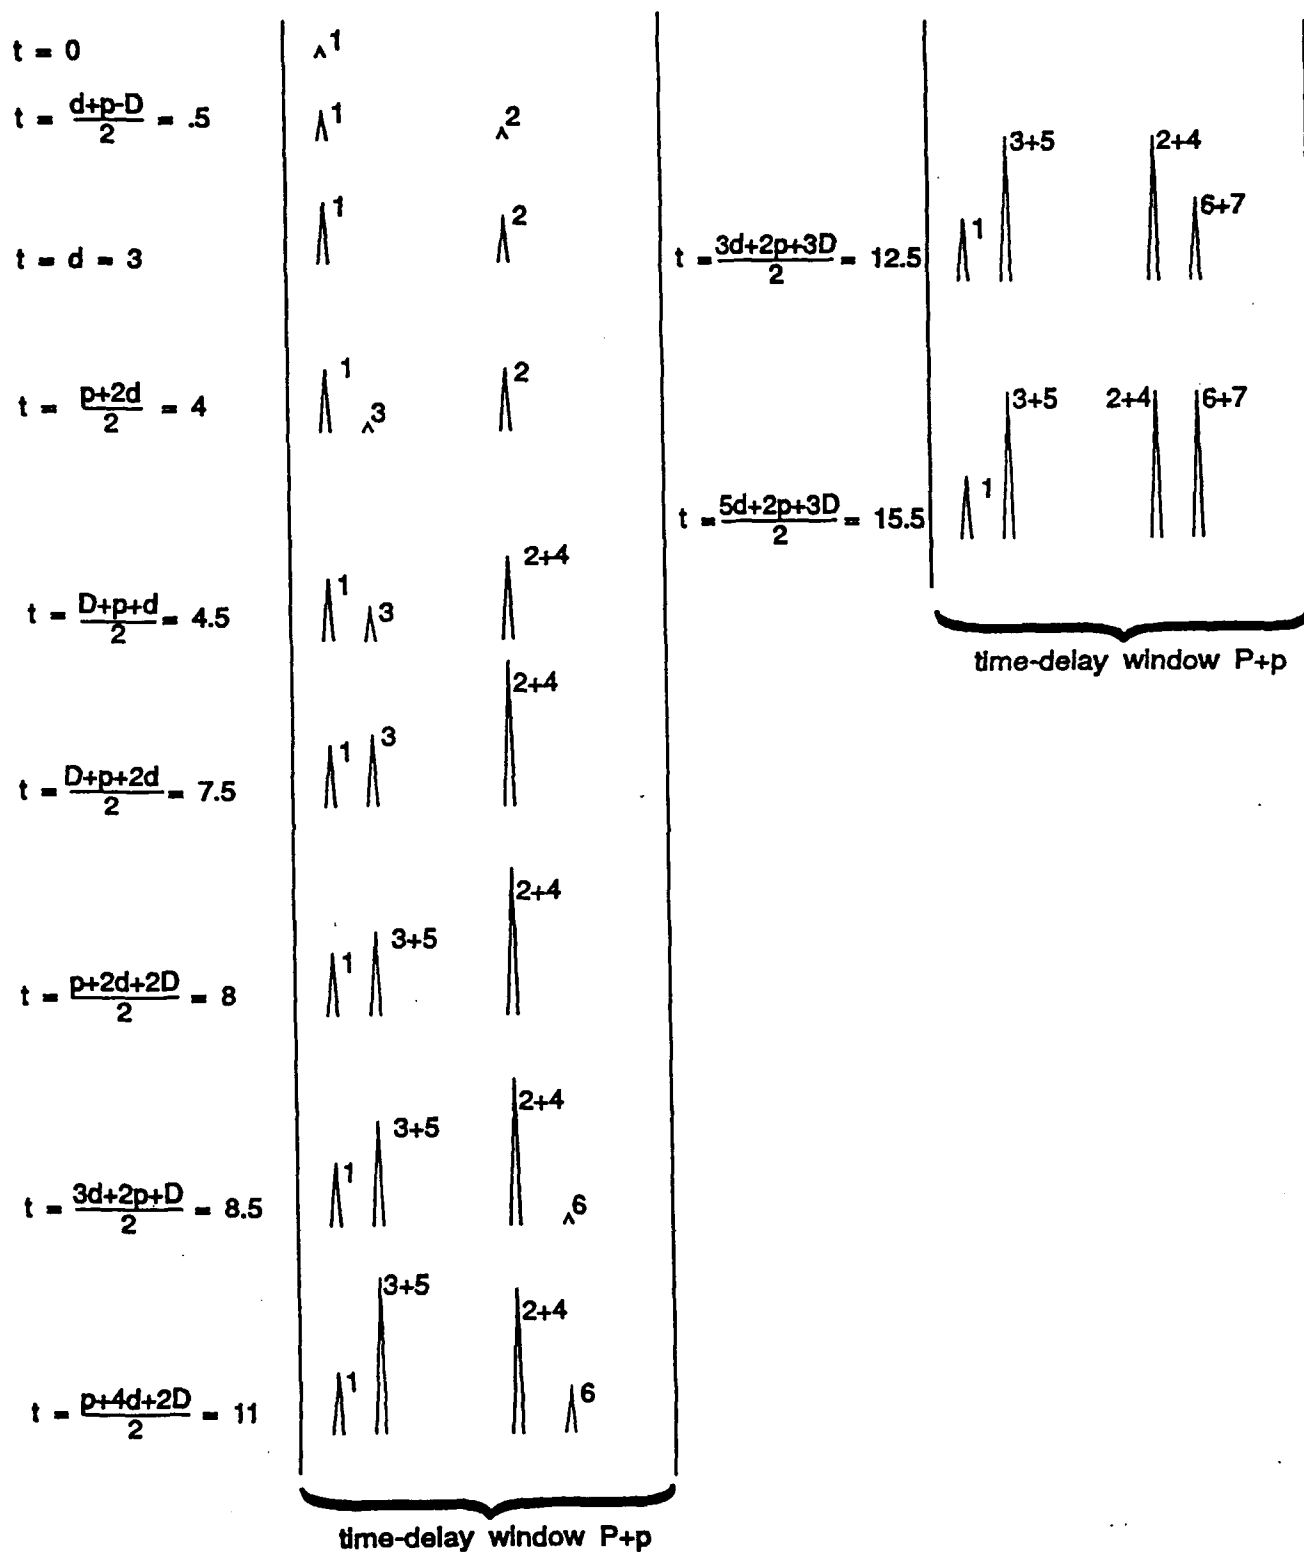 t = 0
1
t = d+p-D/2 = .5
1
2
t = d = 3
1
2
t = p+2d/2 = 4
1
3
2
t = D+p+d/2 = 4.5
1
3
2+4
t = D+p+2d/2 = 7.5
1
3
2+4
t = p+2d+2D/2 = 8
1
3+5
2+4
t = 3d+2p+D/2 = 8.5
1
3+5
2+4
6
t = p+4d+2D/2 = 11
1
3+5
2+4
6
time-delay window P+p
t = 3d+2p+3D/2 = 12.5
1
3+5
2+4
6+7
t = 5d+2p+3D/2 = 15.5
1
3+5
2+4
6+7
time-delay window P+p